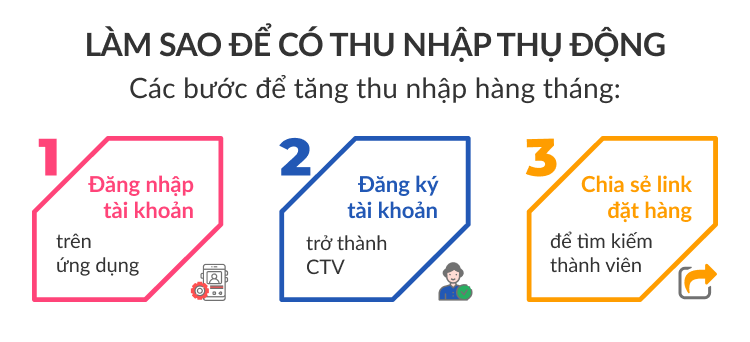 LÀM SAO ĐỂ CÓ THU NHẬP THỤ ĐỘNG
Các bước để tăng thu nhập hàng tháng:
1
Đăng nhập
tài khoản
trên
ứng dụng
2
Đăng ký
tài khoản
trở thành
CTV
3
Chia sẻ link
đặt hàng
để tìm kiếm
thành viên